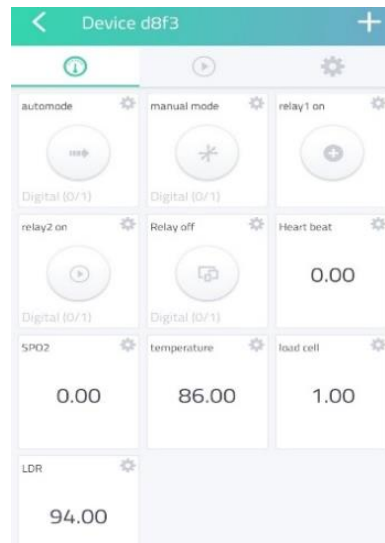 Device d8f3
automode
manual mode
relay1 on
Digital (0/1)
Digital (0/1)
relay2 on
Relay off
Heart beat
0.00
Digital (0/1)
Digital (0/1)
SPO2
temperature
load cell
0.00
86.00
1.00
LDR
94.00